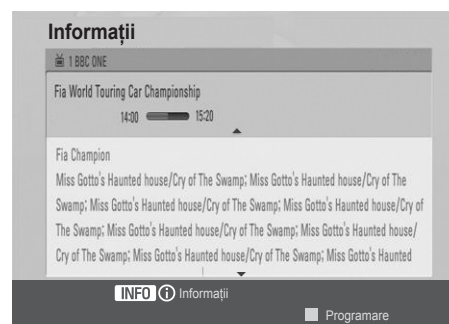 Informații
1 BBC ONE
Fia World Touring Car Championship
14:00 15:20
Fia Champion
Miss Gotto's Haunted house/Cry of The Swamp; Miss Gotto's Haunted house/Cry of The
Swamp; Miss Gotto's Haunted house/Cry of The Swamp; Miss Gotto's Haunted house/Cry of
The Swamp; Miss Gotto's Haunted house/Cry of The Swamp; Miss Gotto's Haunted house/
Cry of The Swamp; Miss Gotto's Haunted house/Cry of The Swamp; Miss Gotto's Haunted
INFO i Informații
Programare